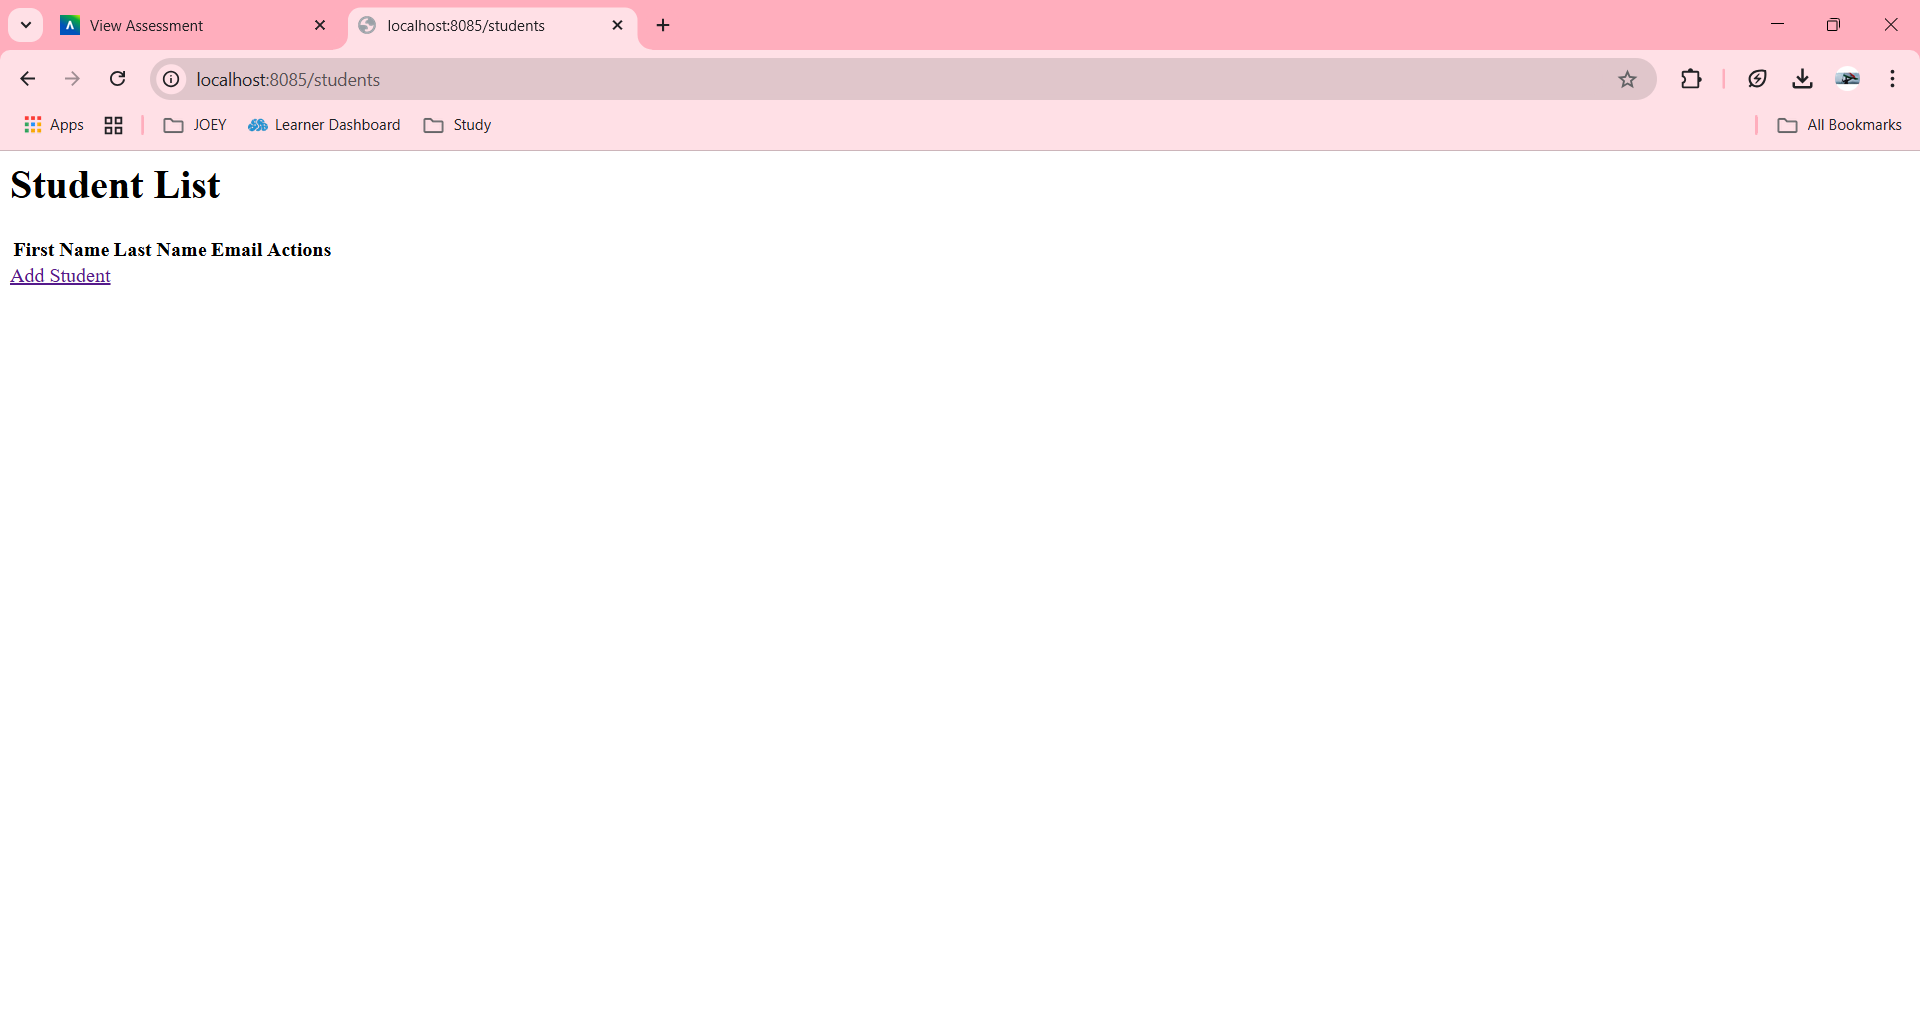 View Assessment
localhost:8085/students
localhost:8085/students
Apps
JOEY
Learner Dashboard
Study
All Bookmarks
Student List
First Name Last Name Email Actions
Add Student